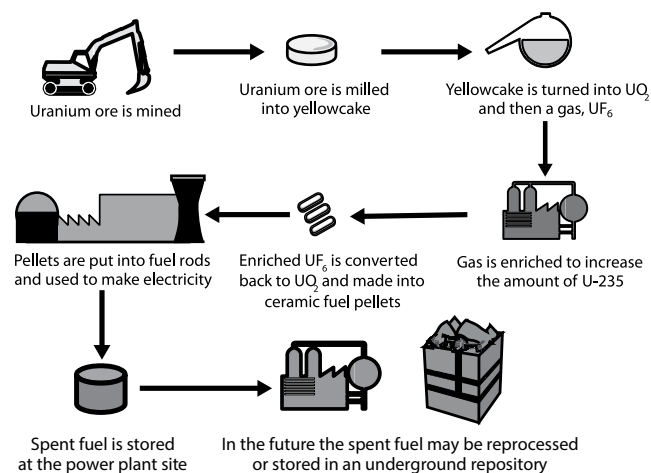 Uranium ore is mined
Uranium ore is milled
into yellowcake
Yellowcake is turned into UQ₂
and then a gas, UF₆
Pellets are put into fuel rods
and used to make electricity
Enriched UF₆ is converted
back to UQ₂ and made into
ceramic fuel pellets
Gas is enriched to increase
the amount of U-235
Spent fuel is stored
at the power plant site
In the future the spent fuel may be reprocessed
or stored in an underground repository